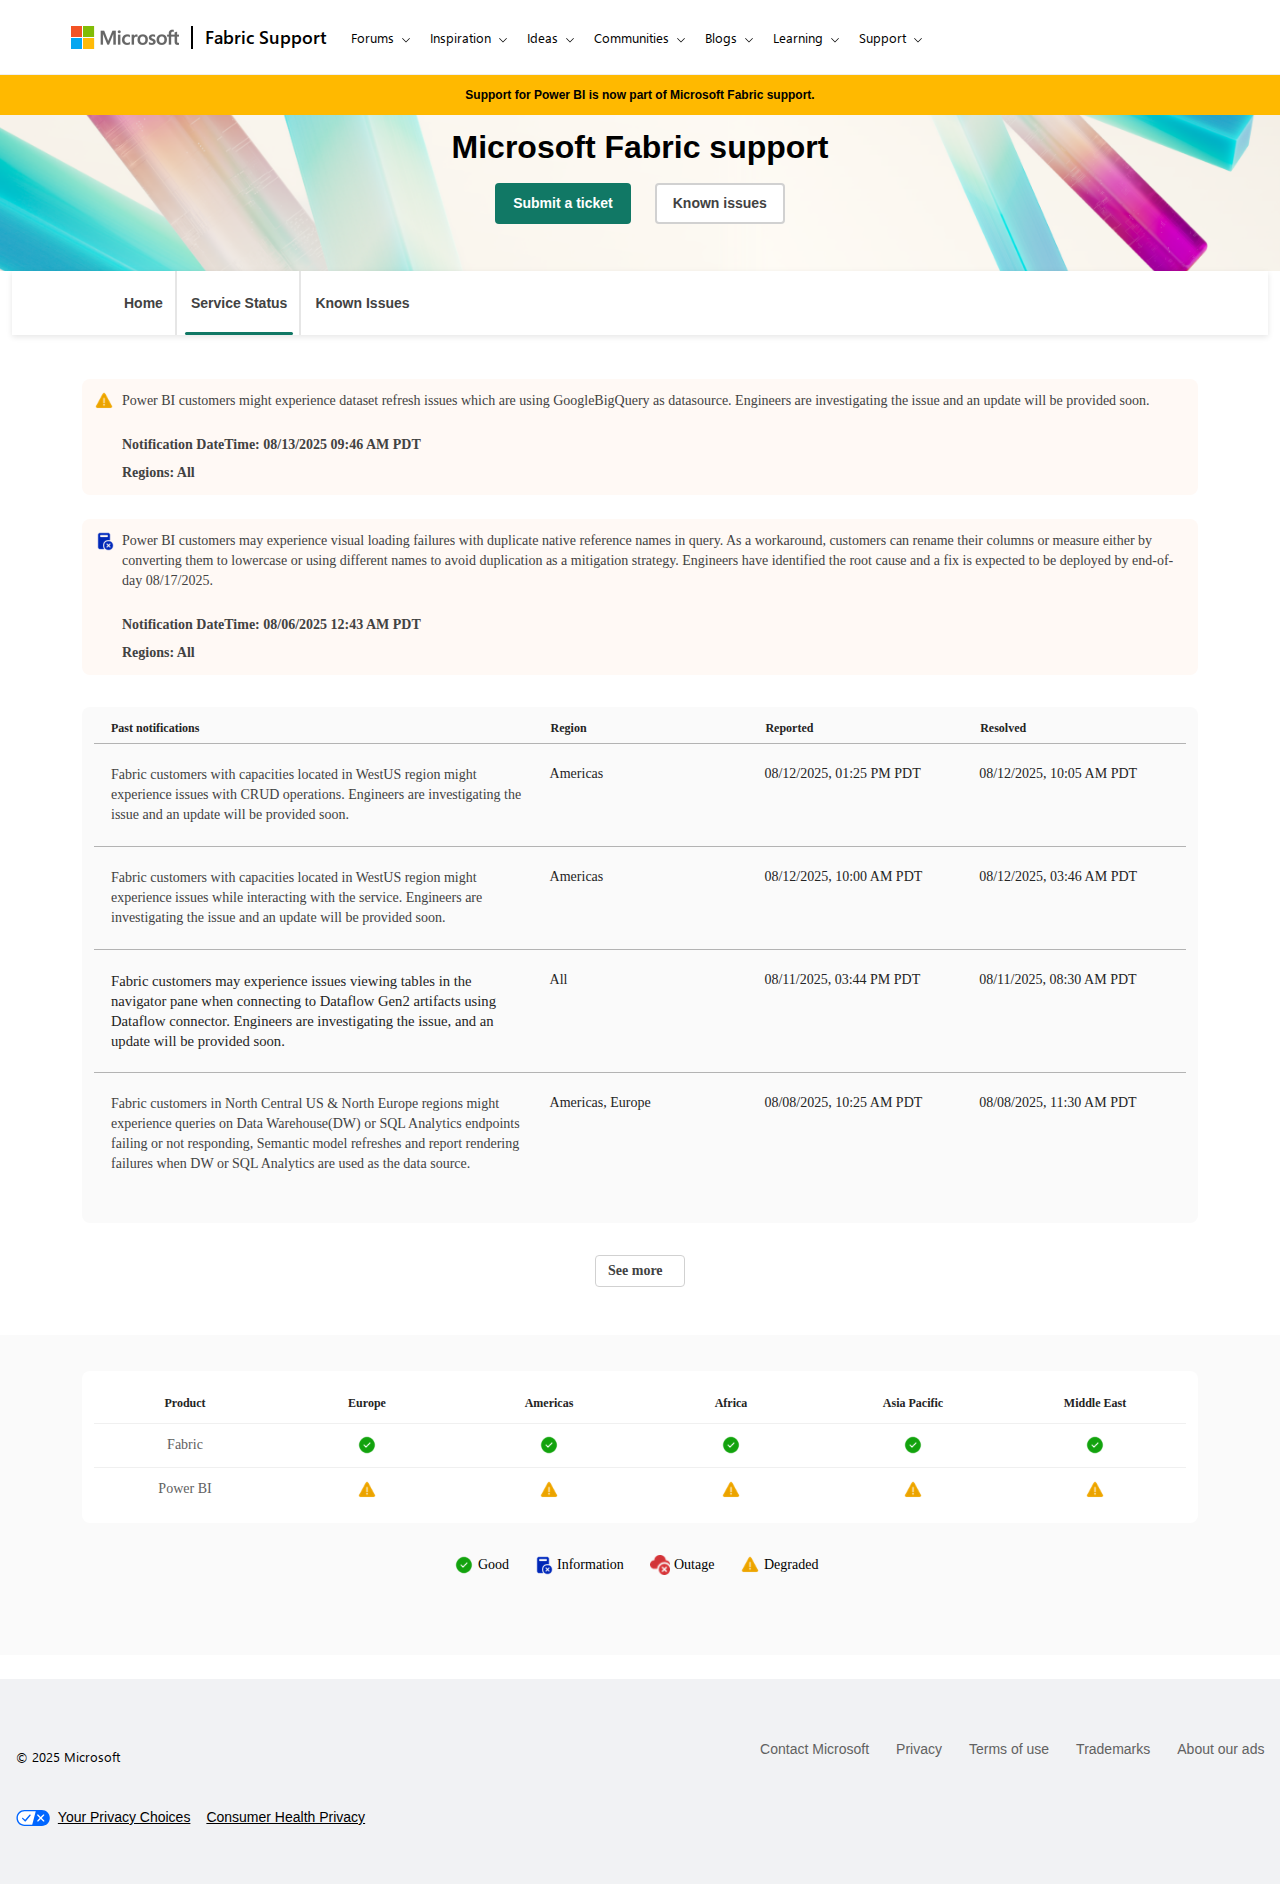 Microsoft
Fabric Support
Forums
Inspiration
Ideas
Communities
Blogs
Learning
Support
Support for Power BI is now part of Microsoft Fabric support.
Microsoft Fabric support
Submit a ticket
Known issues
Home
Service Status
Known Issues
Power BI customers might experience dataset refresh issues which are using GoogleBigQuery as datasource. Engineers are investigating the issue and an update will be provided soon.
Notification DateTime: 08/13/2025 09:46 AM PDT
Regions: All
Power BI customers may experience visual loading failures with duplicate native reference names in query. As a workaround, customers can rename their columns or measure either by
converting them to lowercase or using different names to avoid duplication as a mitigation strategy. Engineers have identified the root cause and a fix is expected to be deployed by end-of-
day 08/17/2025.
Notification DateTime: 08/06/2025 12:43 AM PDT
Regions: All
Past notifications Region Reported Resolved
Fabric customers with capacities located in WestUS region might
experience issues with CRUD operations. Engineers are investigating the
issue and an update will be provided soon.
Americas
08/12/2025, 01:25 PM PDT
08/12/2025, 10:05 AM PDT
Fabric customers with capacities located in WestUS region might
experience issues while interacting with the service. Engineers are
investigating the issue and an update will be provided soon.
Americas
08/12/2025, 10:00 AM PDT
08/12/2025, 03:46 AM PDT
Fabric customers may experience issues viewing tables in the
navigator pane when connecting to Dataflow Gen2 artifacts using
Dataflow connector. Engineers are investigating the issue, and an
update will be provided soon.
All
08/11/2025, 03:44 PM PDT
08/11/2025, 08:30 AM PDT
Fabric customers in North Central US & North Europe regions might
experience queries on Data Warehouse(DW) or SQL Analytics endpoints
failing or not responding, Semantic model refreshes and report rendering
failures when DW or SQL Analytics are used as the data source.
Americas, Europe
08/08/2025, 10:25 AM PDT
08/08/2025, 11:30 AM PDT
See more
Product Europe Americas Africa Asia Pacific Middle East
Fabric
Power BI
Good Information Outage Degraded
© 2025 Microsoft
Contact Microsoft Privacy Terms of use Trademarks About our ads
Your Privacy Choices Consumer Health Privacy